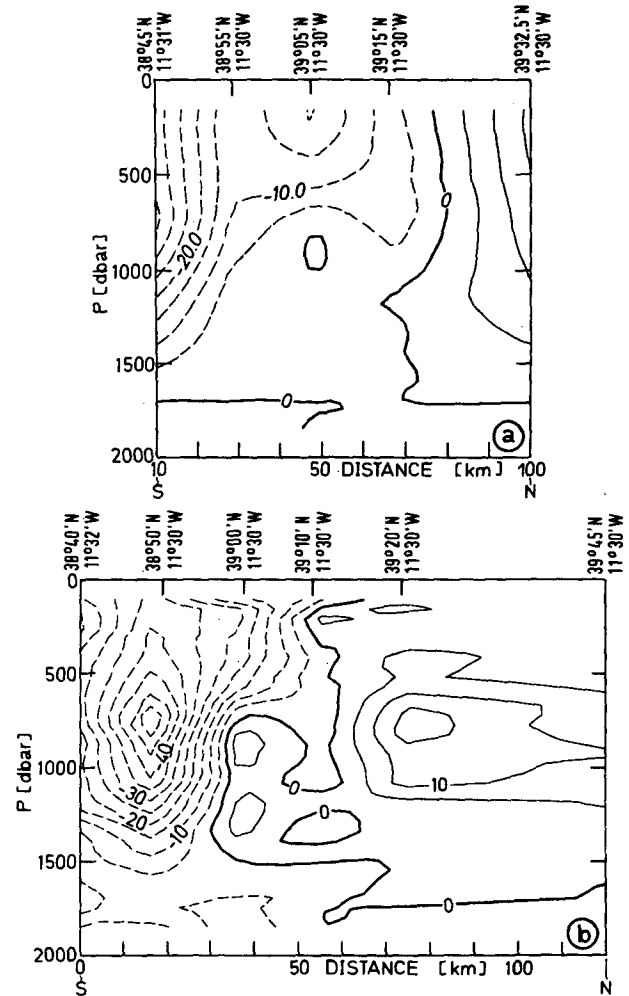 38°45' N 11°31' W
38°55' N 11°30' W
39°05' N 11°30' W
39°15' N 11°30' W
39°32.5' N 11°30' W
0
500
1000
1500
2000
P [dbar]
-10.0
-20.0
0
0
a
10 50 DISTANCE [km] 100
S N
38°40' N 11°32' W
38°50' N 11°30' W
39°00' N 11°30' W
39°10' N 11°30' W
39°20' N 11°30' W
39°45' N 11°30' W
0
500
1000
1500
2000
P [dbar]
-40
-30
-20
-10
0
0
10
0
b
0 50 DISTANCE [km] 100
S N